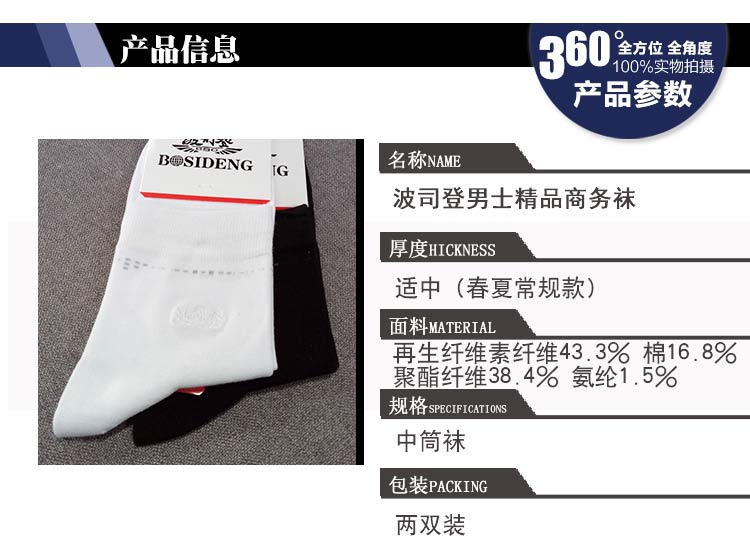 产品信息
360°
全方位 全角度
100%实物拍摄
产品参数
波司登
BOSIDENG
NG
NG
名称NAME
波司登男士精品商务袜
厚度HICKNESS
适中（春夏常规款）
面料MATERIAL
再生纤维素纤维43.3% 棉16.8%
聚酯纤维38.4% 氨纶1.5%
规格SPECIFICATIONS
中筒袜
包装PACKING
两双装